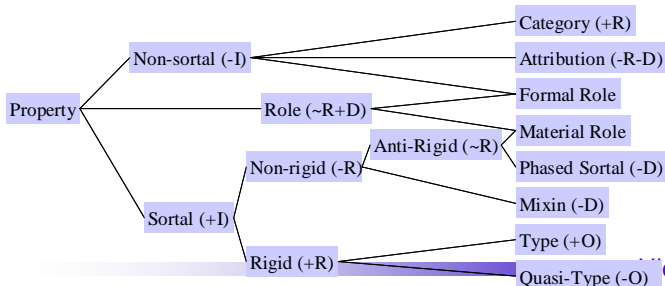 Category (+R)
Non-sortal (-I)
Attribution (-R-D)
Formal Role
Property
Role (~R+D)
Material Role
Anti-Rigid (~R)
Non-rigid (-R)
Phased Sortal (-D)
Mixin (-D)
Sortal (+I)
Type (+O)
Rigid (+R)
Quasi-Type (-O)